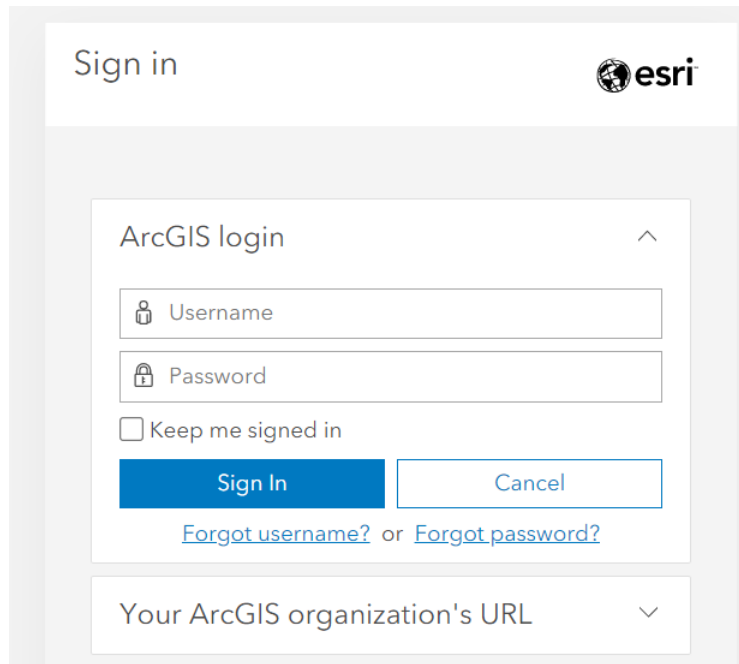 Sign in
esri
ArcGIS login
Username
Password
Keep me signed in
Sign In
Cancel
Forgot username? or Forgot password?
Your ArcGIS organization's URL